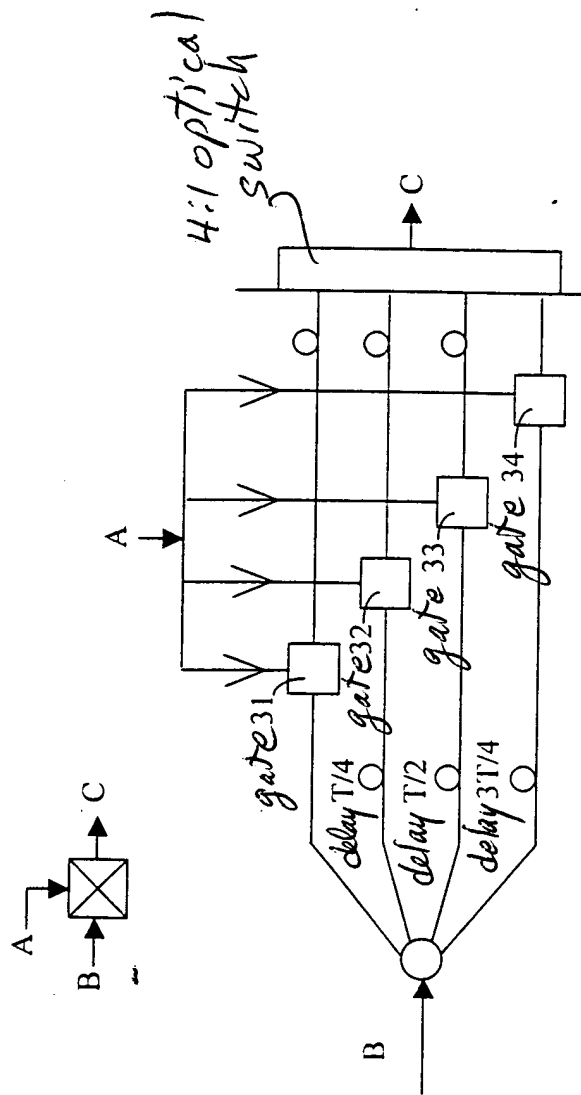 4:1 optical
switch
A
B
C
A
C
B
gate 31
gate 32
gate 33
gate 34
delay T/4
delay T/2
delay 3T/4